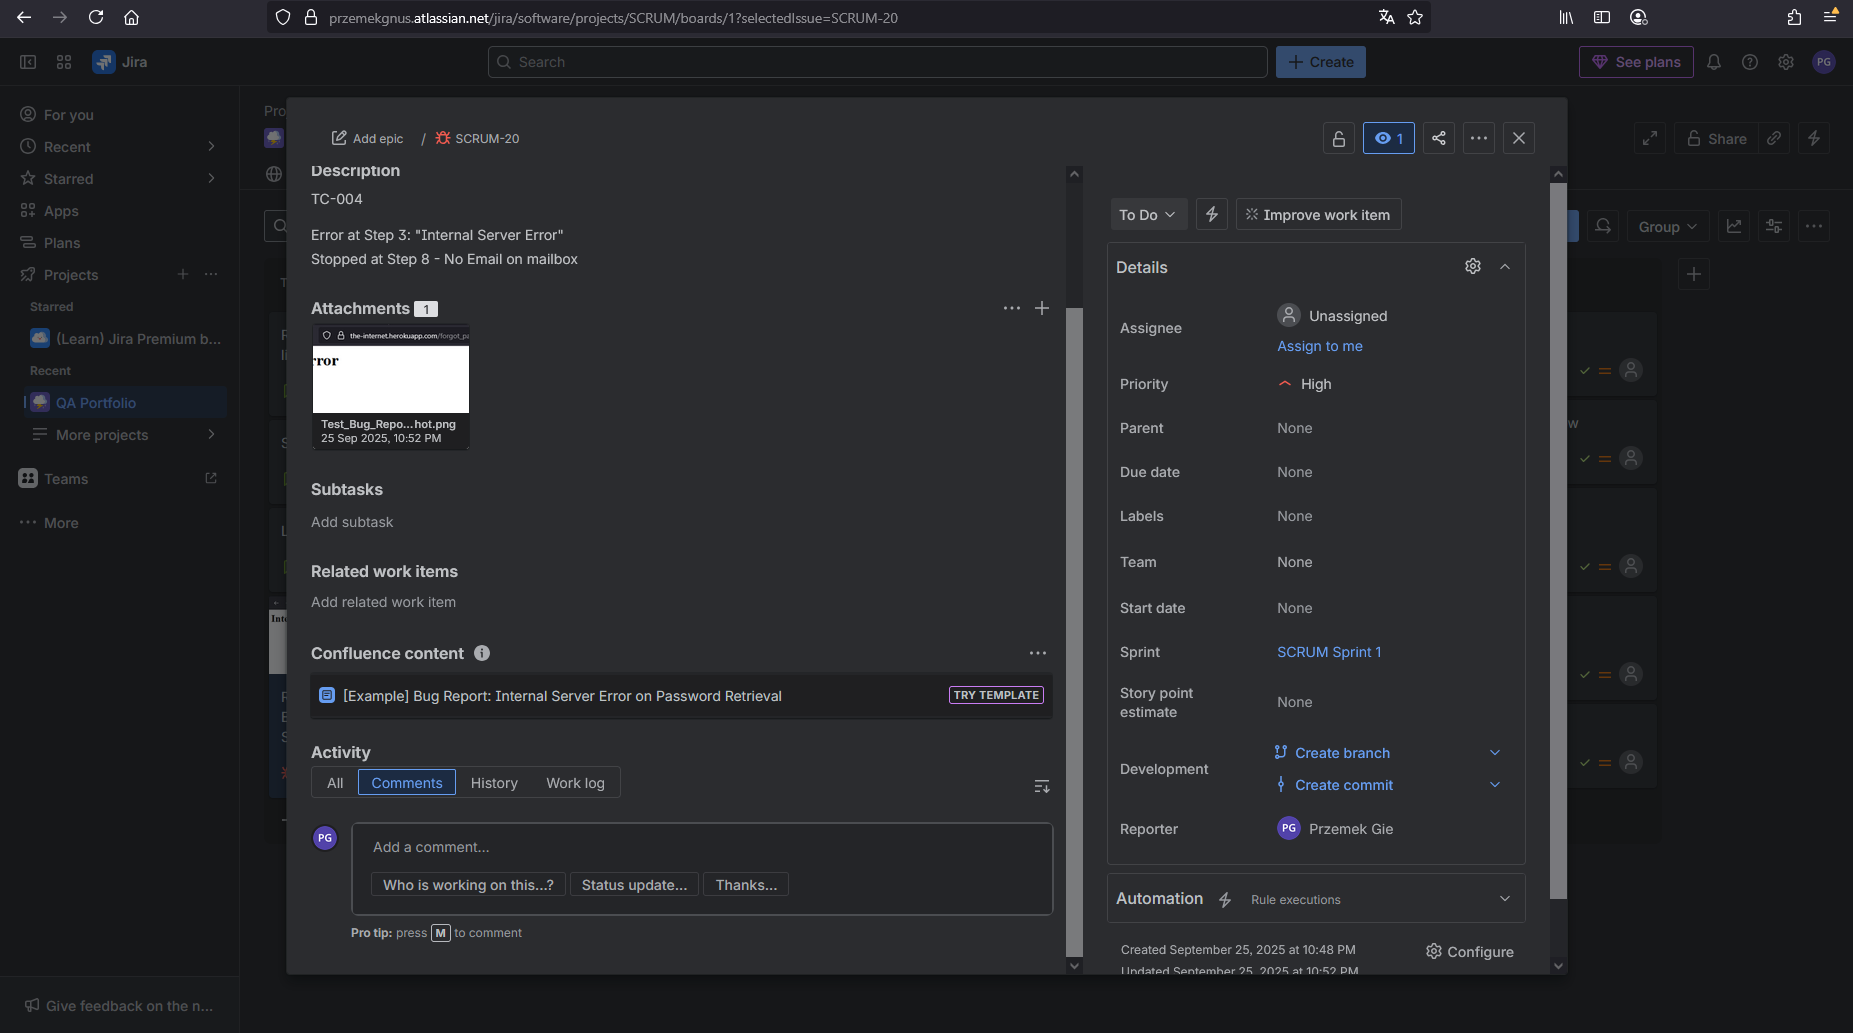 przemekgnus.atlassian.net/jira/software/projects/SCRUM/boards/1?selectedIssue=SCRUM-20
Jira
Search
Create
See plans
PG
For you
Recent
Starred
Apps
Plans
Projects
Starred
(Learn) Jira Premium b...
Recent
QA Portfolio
More projects
Teams
More
Give feedback on the n...
Pro
Share
Group
Add epic / SCRUM-20
1
Description
TC-004
Error at Step 3: "Internal Server Error"
Stopped at Step 8 - No Email on mailbox
Attachments 1
the-internet.herokuapp.com/forgot_pa
rror
Test_Bug_Repo...hot.png
25 Sep 2025, 10:52 PM
Subtasks
Add subtask
Related work items
Add related work item
Confluence content
[Example] Bug Report: Internal Server Error on Password Retrieval
TRY TEMPLATE
Activity
All Comments History Work log
PG
Add a comment...
Who is working on this...? Status update... Thanks...
Pro tip: press M to comment
To Do
Improve work item
Details
Assignee
Unassigned
Assign to me
Priority
High
Parent
None
Due date
None
Labels
None
Team
None
Start date
None
Sprint
SCRUM Sprint 1
Story point
estimate
None
Development
Create branch
Create commit
Reporter
PG Przemek Gie
Automation
Rule executions
Created September 25, 2025 at 10:48 PM
Updated September 25, 2025 at 10:52 PM
Configure